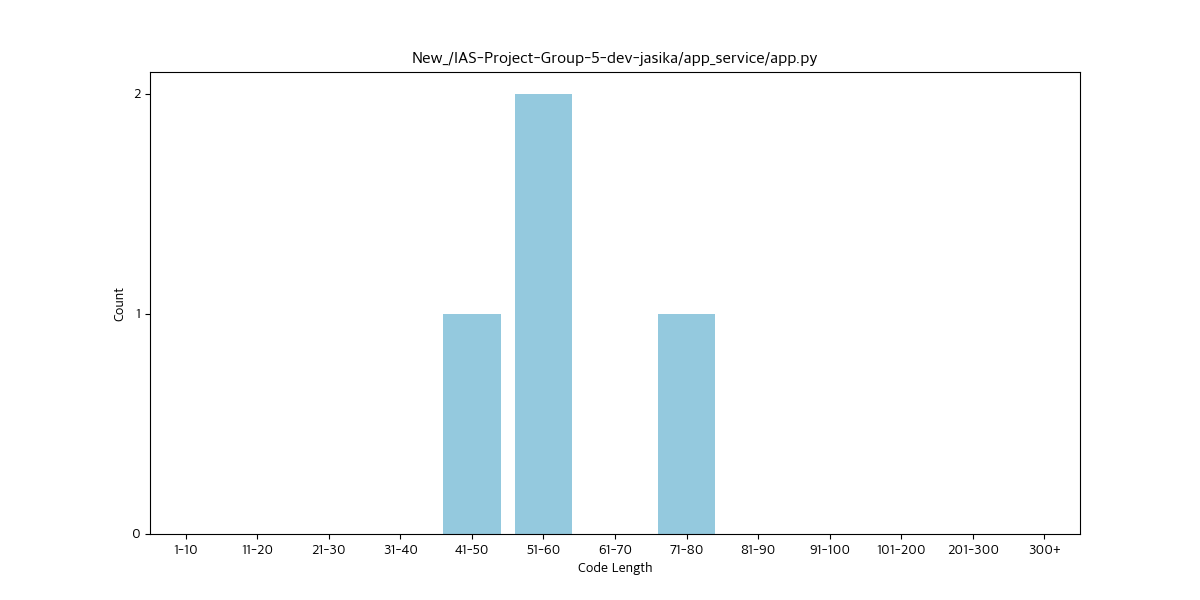 New_/IAS-Project-Group-5-dev-jasika/app_service/app.py
2
1
0
Count
1-10 11-20 21-30 31-40 41-50 51-60 61-70 71-80 81-90 91-100 101-200 201-300 300+
Code Length